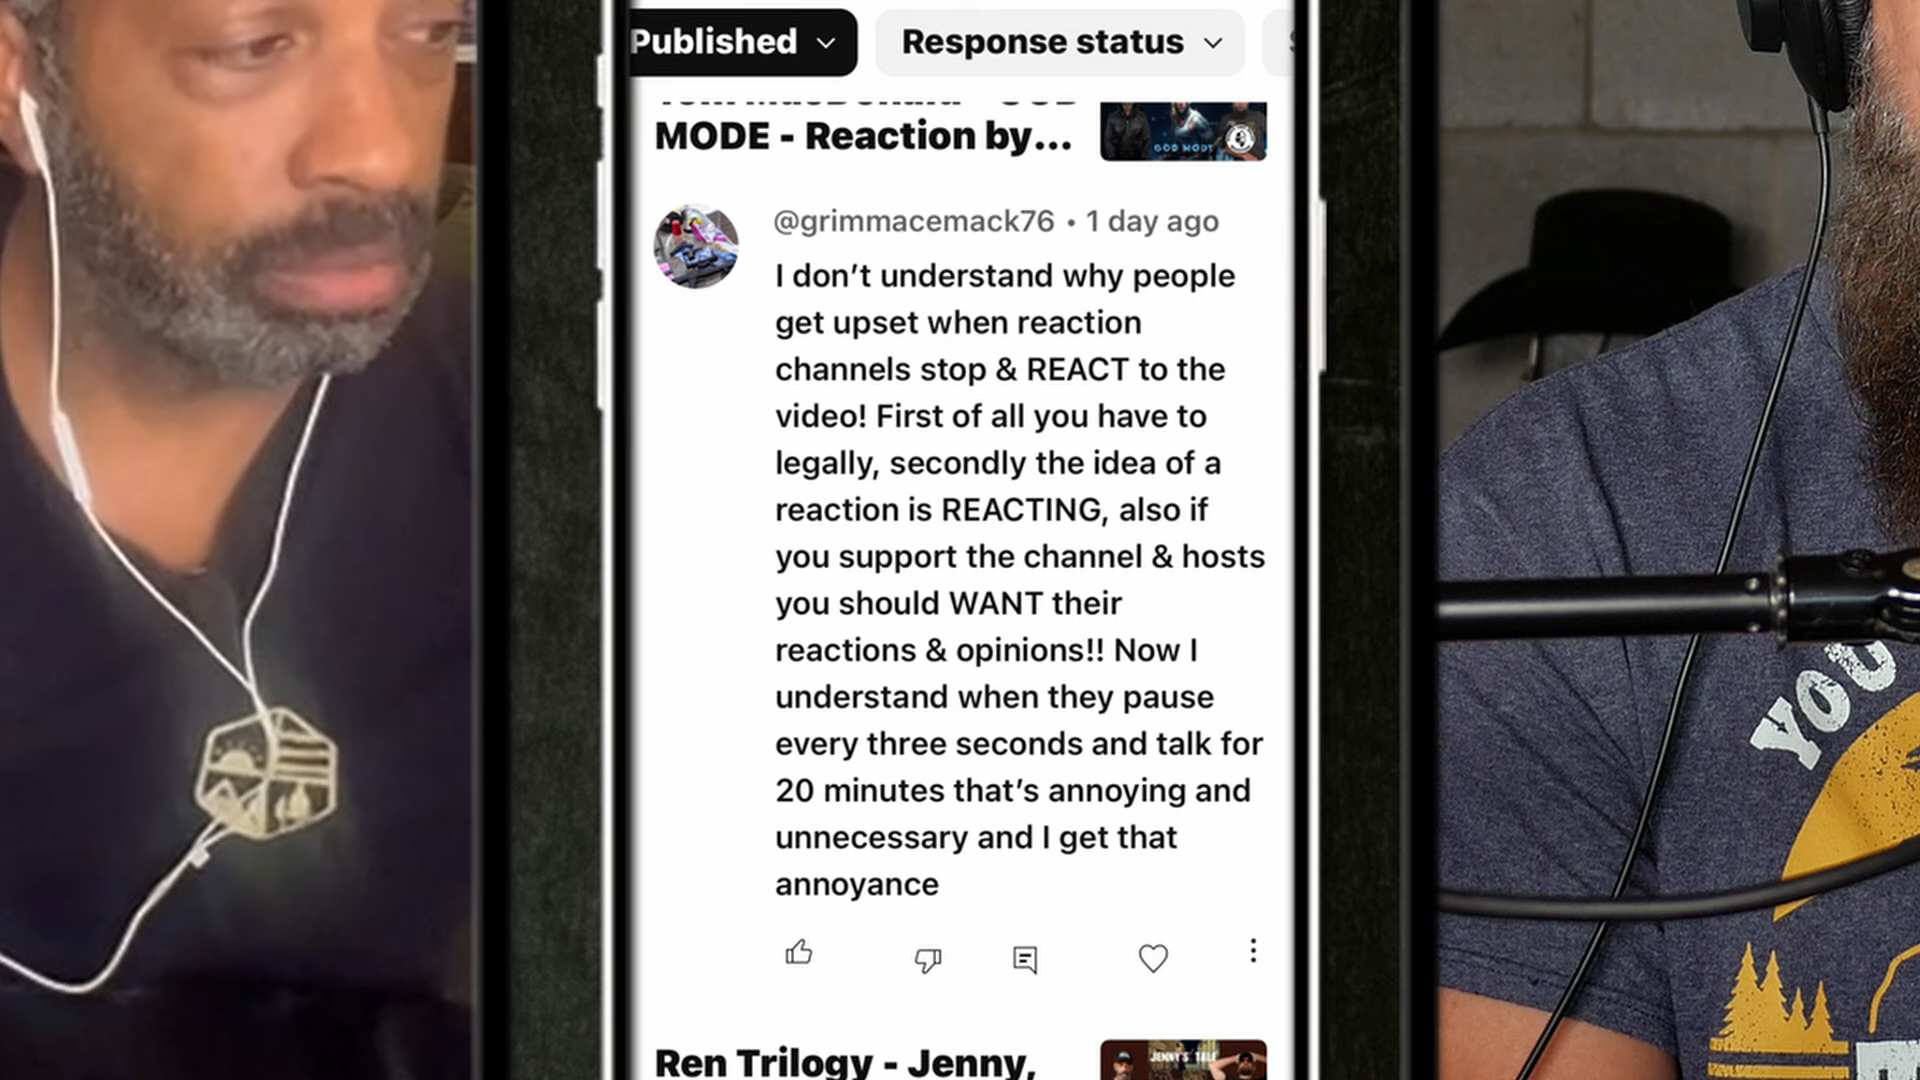 Published
Response status
MODE - Reaction by...
GOD MODE
@grimmacemack76 • 1 day ago
I don’t understand why people
get upset when reaction
channels stop & REACT to the
video! First of all you have to
legally, secondly the idea of a
reaction is REACTING, also if
you support the channel & hosts
you should WANT their
reactions & opinions!! Now I
understand when they pause
every three seconds and talk for
20 minutes that’s annoying and
unnecessary and I get that
annoyance
YOU
Ren Trilogy - Jenny,
JENNY'S TALE